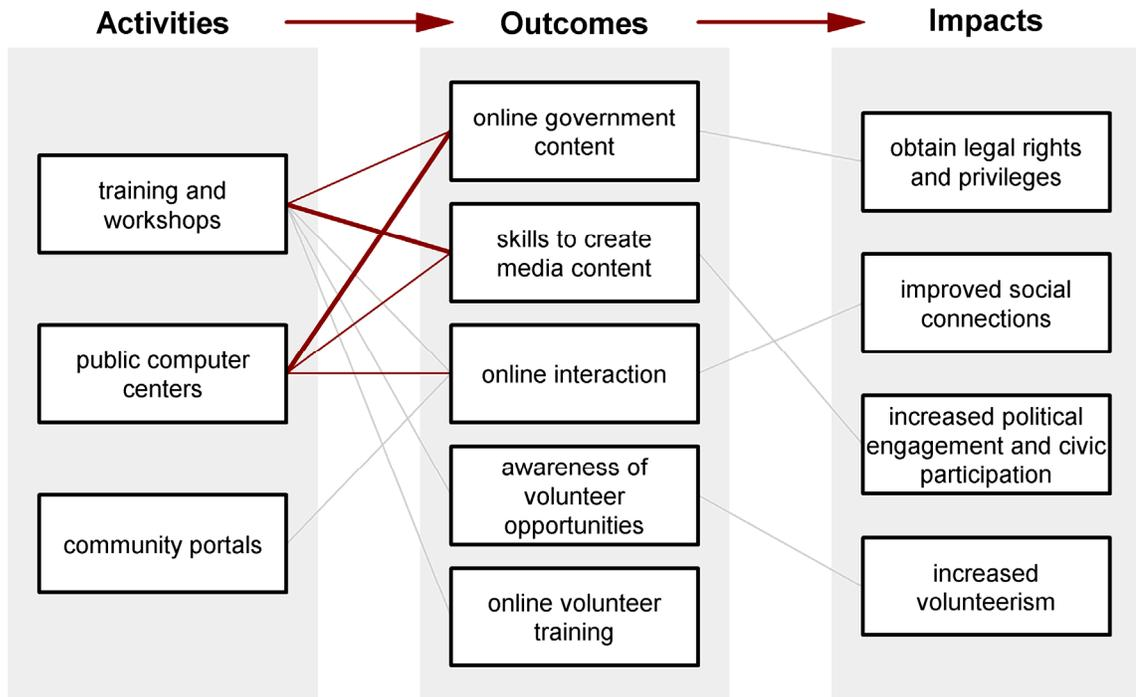 Activities
Outcomes
Impacts
training and
workshops
public computer
centers
community portals
online government
content
skills to create
media content
online interaction
awareness of
volunteer
opportunities
online volunteer
training
obtain legal rights
and privileges
improved social
connections
increased political
engagement and civic
participation
increased
volunteerism